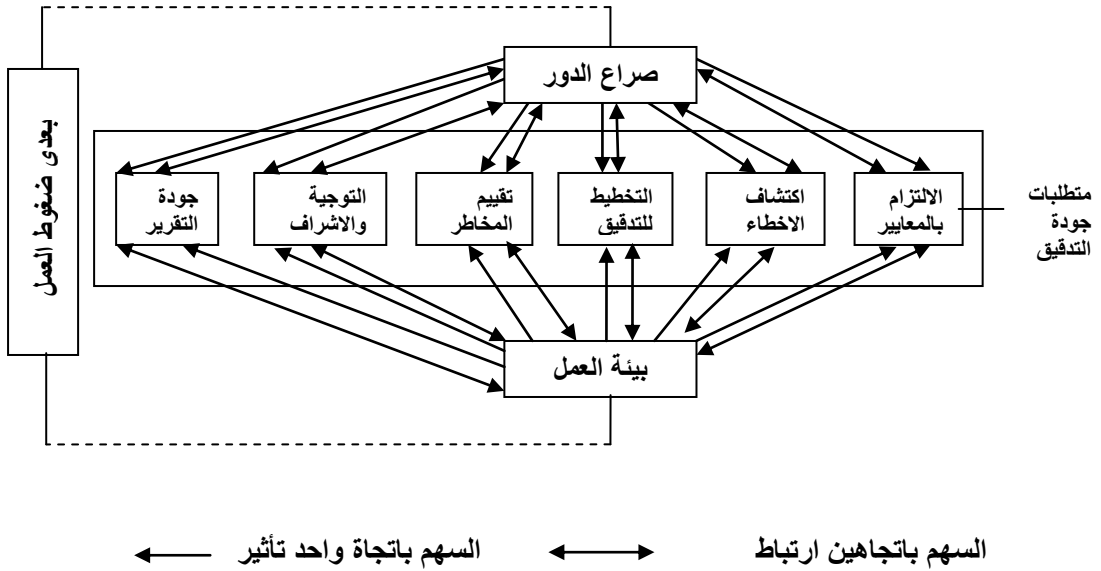 صراع الدور
بعدى ضغوط العمل
الالتزام
بالمعايير
اكتشاف
الاخطاء
التخطيط
للتدقيق
تقييم
المخاطر
التوجية
والاشراف
جودة
التقرير
متطلبات
جودة
التدقيق
بيئة العمل
السهم باتجاهين ارتباط
السهم باتجاة واحد تأثير